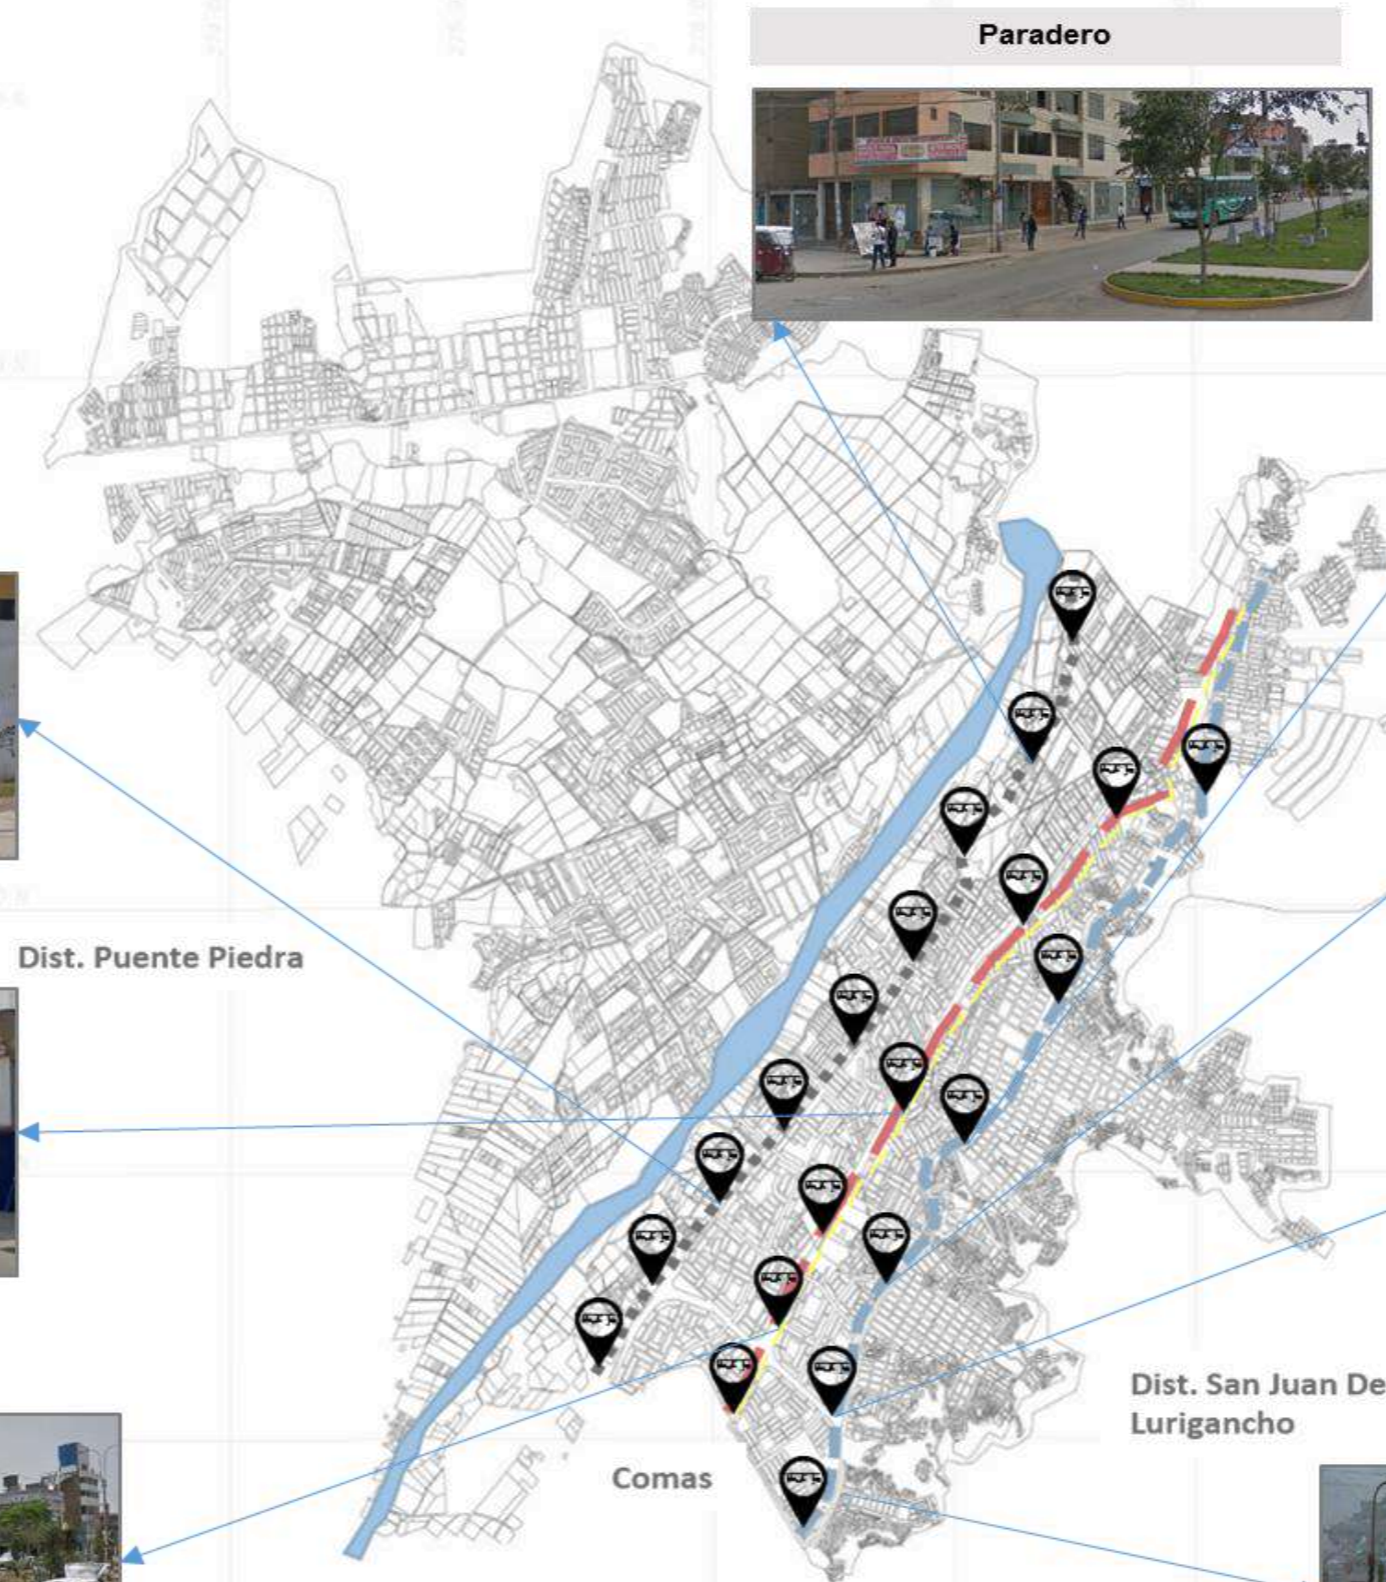 Paradero
Dist. Puente Piedra
Dist. San Juan De
Lurigancho
Comas